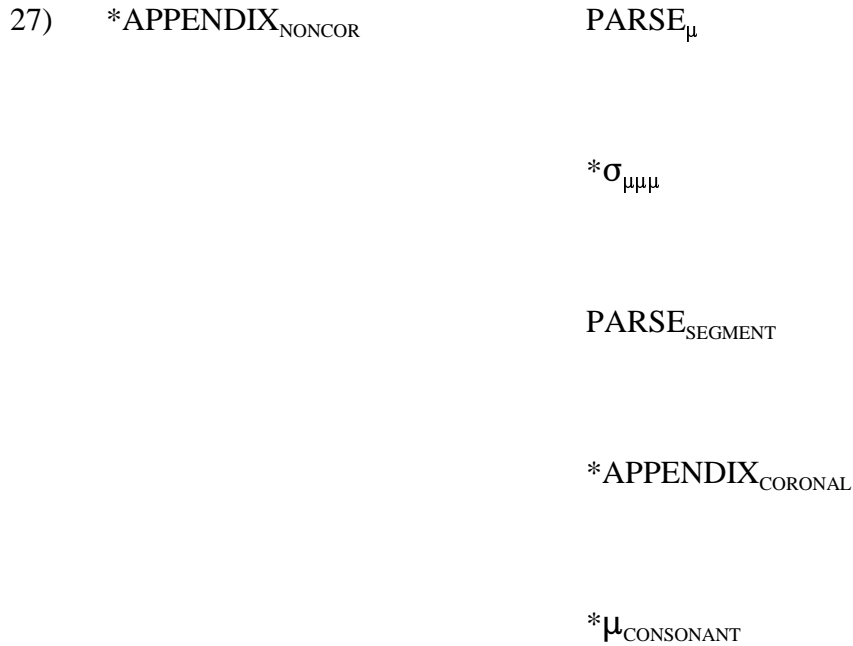 27) *APPENDIX_NONCOR PARSE_μ
*σ_μμμ
PARSE_SEGMENT
*APPENDIX_CORONAL
*μ_CONSONANT